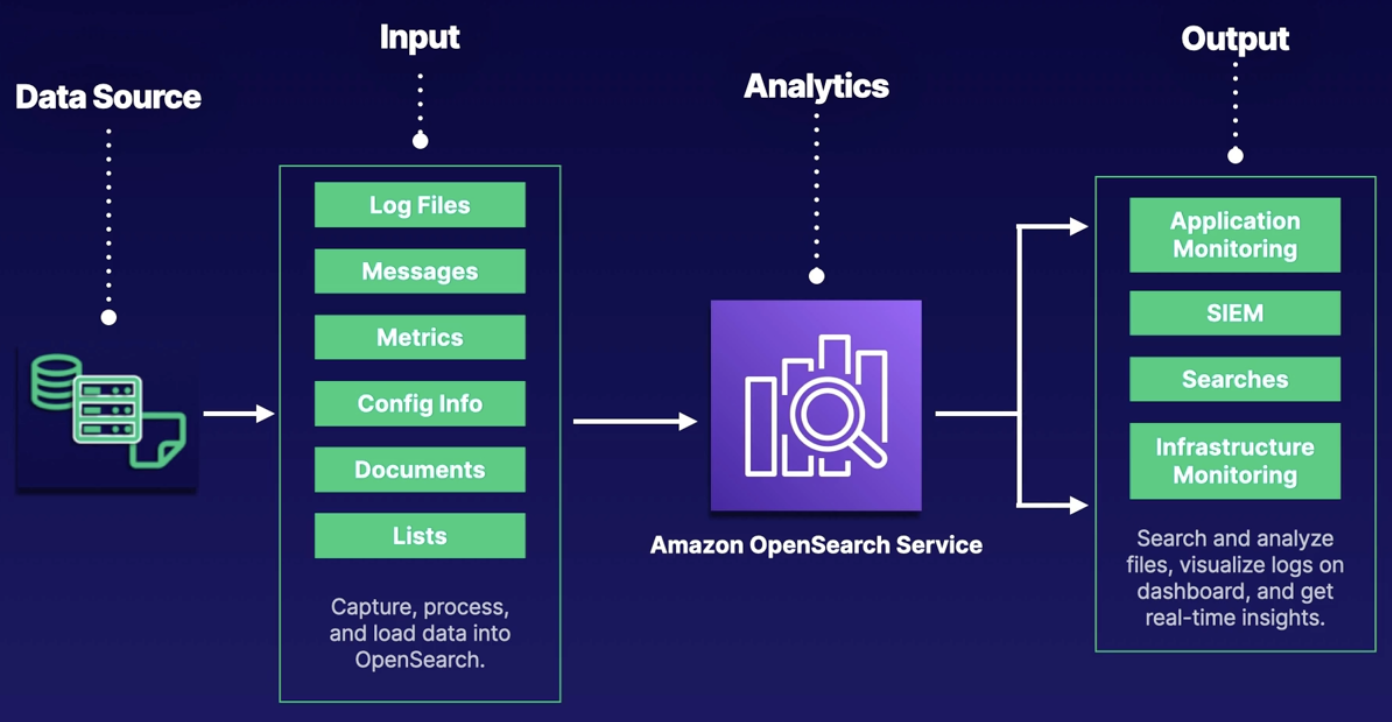 Data Source
Input
Log Files
Messages
Metrics
Config Info
Documents
Lists
Capture, process,
and load data into
OpenSearch.
Analytics
Amazon OpenSearch Service
Output
Application
Monitoring
SIEM
Searches
Infrastructure
Monitoring
Search and analyze
files, visualize logs on
dashboard, and get
real-time insights.